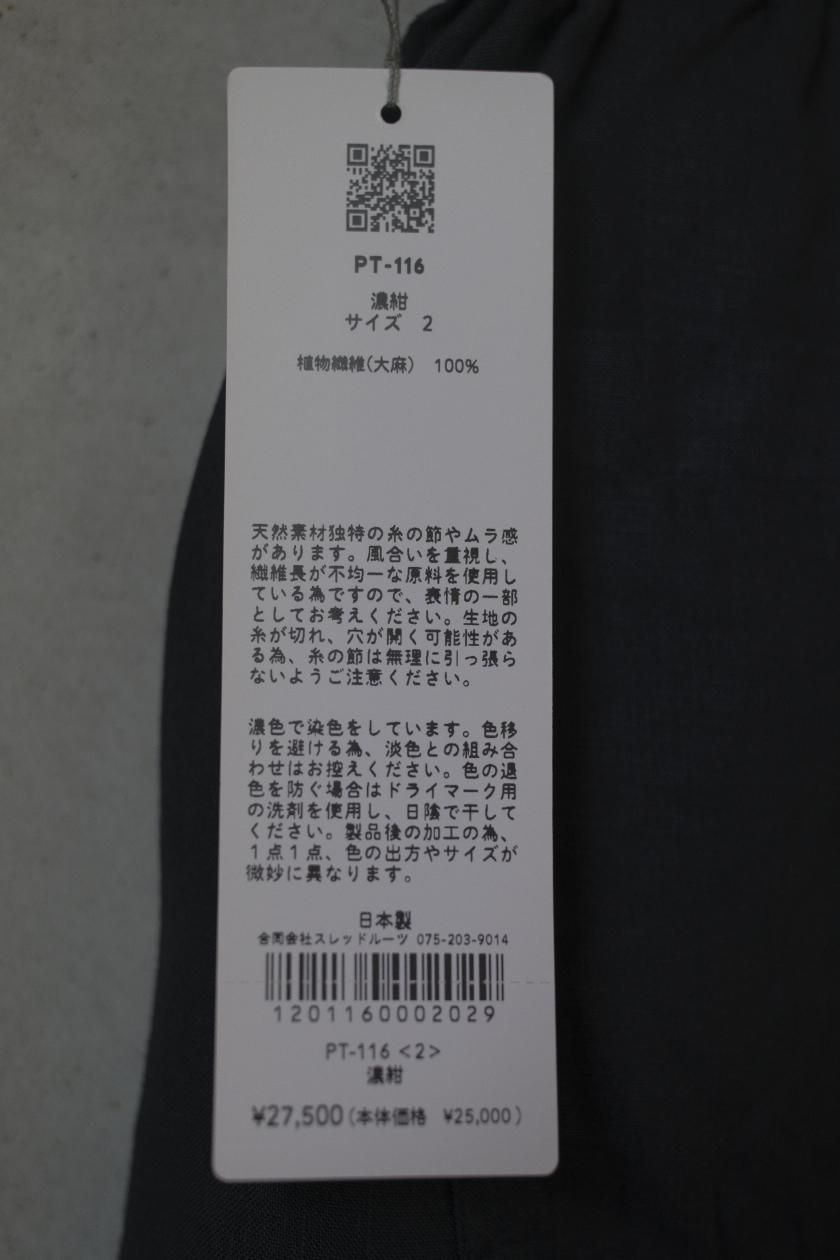 PT-116
濃紺
サイズ　2
植物繊維(大麻)　100%
天然素材独特の糸の節やムラ感
があります。風合いを重視し、
繊維長が不均一な原料を使用し
ている為ですので、表情の一部
としてお考えください。生地の
糸が切れ、穴が開く可能性があ
る為、糸の節は無理に引っ張ら
ないようご注意ください。
濃色で染色をしています。色移
りを避ける為、淡色との組み合
わせはお控えください。色の退
色を防ぐ場合はドライマーク用
の洗剤を使用し、日陰で干して
ください。製品後の加工の為、
1点1点、色の出方やサイズが
微妙に異なります。
日本製
合同会社スレッドルーツ 075-203-9014
1201160002029
PT-116 <2>
濃紺
¥27,500(本体価格　¥25,000)